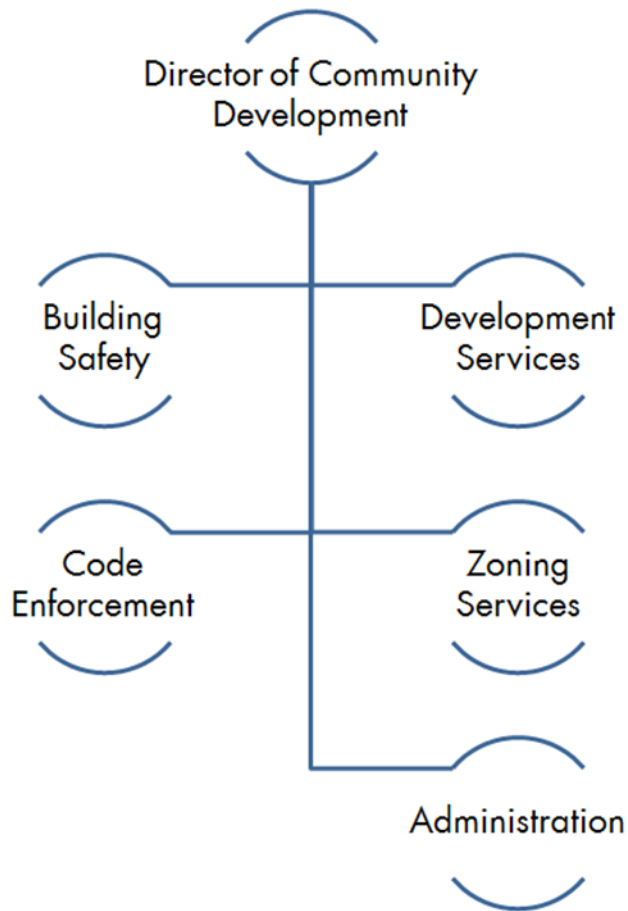 Director of Community
Development
Building
Safety
Development
Services
Code
Enforcement
Zoning
Services
Administration